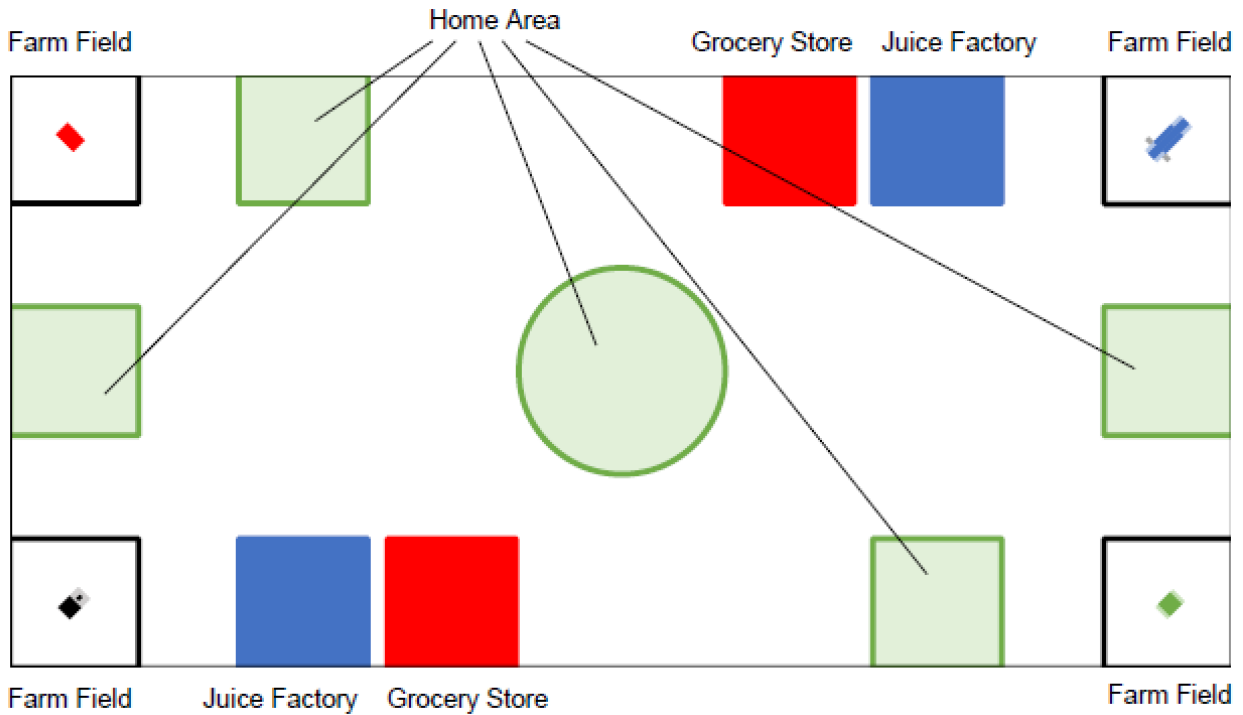 Home Area
Farm Field
Grocery Store
Juice Factory
Farm Field
Farm Field
Juice Factory
Grocery Store
Farm Field